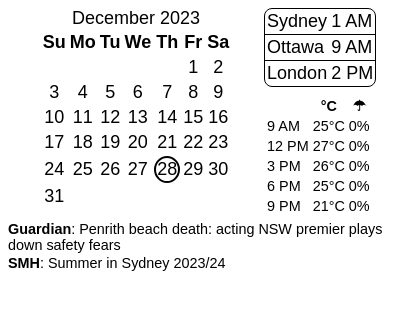 December 2023
Su Mo Tu We Th Fr Sa
1 2
3 4 5 6 7 8 9
10 11 12 13 14 15 16
17 18 19 20 21 22 23
24 25 26 27 28 29 30
31
Sydney 1 AM
Ottawa 9 AM
London 2 PM
°C ☂
9 AM 25°C 0%
12 PM 27°C 0%
3 PM 26°C 0%
6 PM 25°C 0%
9 PM 21°C 0%
Guardian: Penrith beach death: acting NSW premier plays
down safety fears
SMH: Summer in Sydney 2023/24